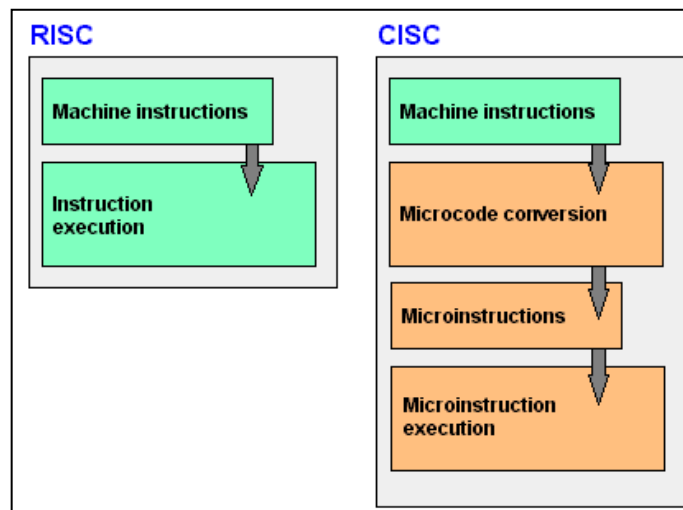 RISC
Machine instructions
Instruction
execution
CISC
Machine instructions
Microcode conversion
Microinstructions
Microinstruction
execution